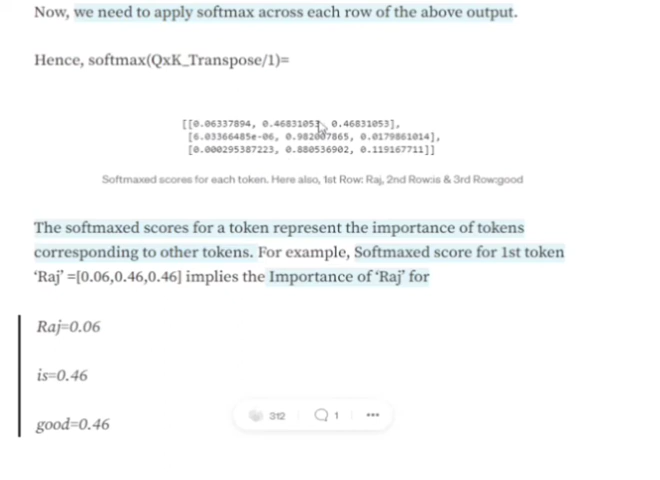 Now, we need to apply softmax across each row of the above output.
Hence, softmax(QxK_Transpose/1)=
[[0.06337894, 0.46831053, 0.46831053],
[6.03366485e-06, 0.982007865, 0.0179861014],
[0.000295387223, 0.880536902, 0.119167711]]
Softmaxed scores for each token. Here also, 1st Row: Raj, 2nd Row:is & 3rd Row:good
The softmaxed scores for a token represent the importance of tokens
corresponding to other tokens. For example, Softmaxed score for 1st token
‘Raj’ =[0.06,0.46,0.46] implies the Importance of ‘Raj’ for
Raj=0.06
is=0.46
good=0.46
312 1